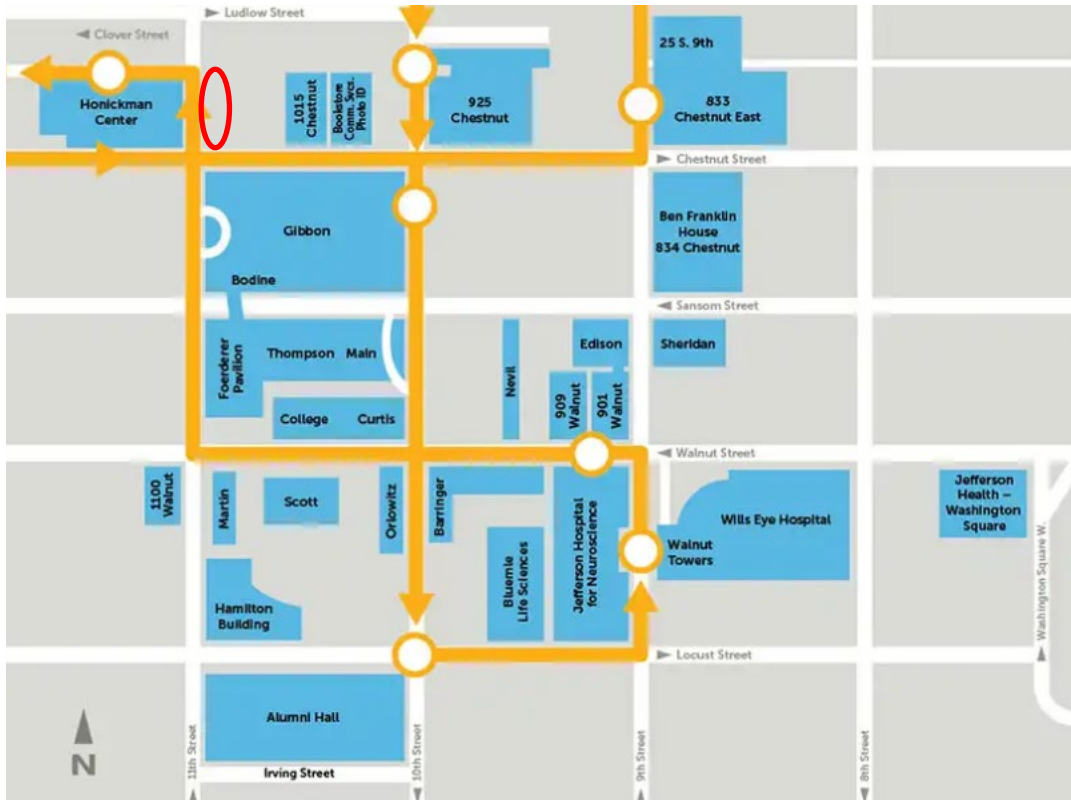 Ludlow Street
Clover Street
25 S. 9th
Honickman
Center
1015
Chestnut
Bookstore
Comm. Svcs.
Photo ID
925
Chestnut
833
Chestnut East
Chestnut Street
Gibbon
Bodine
Ben Franklin
House
834 Chestnut
Sansom Street
Foerderer
Pavilion
Thompson Main
College Curtis
Nevil
Edison
909
Walnut
901
Walnut
Sheridan
Walnut Street
1100
Walnut
Martin
Scott
Orlowitz
Barringer
Bluemle
Life Sciences
Jefferson Hospital
for Neuroscience
Wills Eye Hospital
Walnut
Towers
Jefferson
Health –
Washington
Square
Washington Square W.
Hamilton
Building
Locust Street
Alumni Hall
Irving Street
11th Street
10th Street
9th Street
8th Street
N